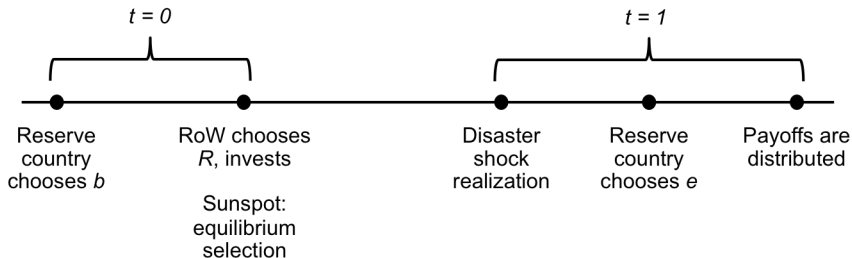 t = 0
t = 1
Reserve
country
chooses b
RoW chooses
R, invests
Sunspot:
equilibrium
selection
Disaster
shock
realization
Reserve
country
chooses e
Payoffs are
distributed